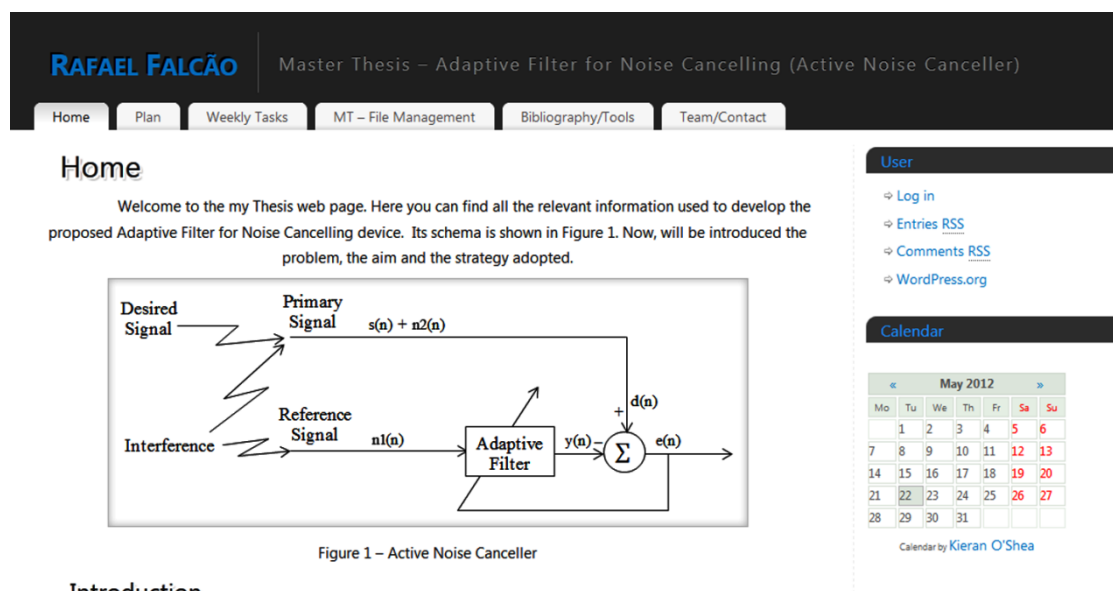 RAFAEL FALCÃO
Master Thesis – Adaptive Filter for Noise Cancelling (Active Noise Canceller)
Home Plan Weekly Tasks MT – File Management Bibliography/Tools Team/Contact
Home
Welcome to the my Thesis web page. Here you can find all the relevant information used to develop the
proposed Adaptive Filter for Noise Cancelling device. Its schema is shown in Figure 1. Now, will be introduced the
problem, the aim and the strategy adopted.
Desired
Signal
Primary
Signal
s(n) + n2(n)
d(n)
+
Interference
Reference
Signal
n1(n)
Adaptive
Filter
y(n) –
Σ
e(n)
Figure 1 – Active Noise Canceller
Introduction
User
⇨ Log in
⇨ Entries RSS
⇨ Comments RSS
⇨ WordPress.org
Calendar
« May 2012 »
Mo Tu We Th Fr Sa Su
1 2 3 4 5 6
7 8 9 10 11 12 13
14 15 16 17 18 19 20
21 22 23 24 25 26 27
28 29 30 31
Calendar by Kieran O'Shea